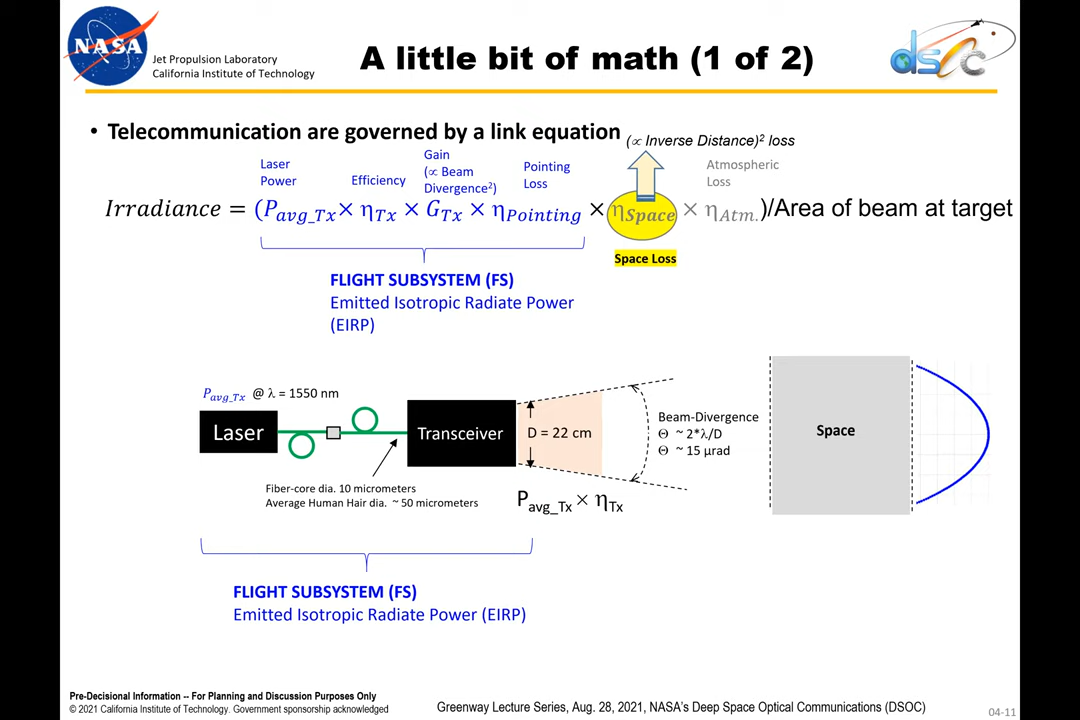 NASA
Jet Propulsion Laboratory
California Institute of Technology
A little bit of math (1 of 2)
dsoc
• Telecommunication are governed by a link equation
(∝ Inverse Distance)² loss
Laser
Power
Efficiency
Gain
(∝ Beam
Divergence²)
Pointing
Loss
Atmospheric
Loss
Irradiance = (P_avg_Tx × η_Tx × G_Tx × η_Pointing × η_Space × η_Atm.)/Area of beam at target
Space Loss
FLIGHT SUBSYSTEM (FS)
Emitted Isotropic Radiate Power
(EIRP)
P_avg_Tx @ λ = 1550 nm
Laser
Transceiver
D = 22 cm
Beam-Divergence
Θ ~ 2*λ/D
Θ ~ 15 µrad
Space
Fiber-core dia. 10 micrometers
Average Human Hair dia. ~ 50 micrometers
P_avg_Tx × η_Tx
FLIGHT SUBSYSTEM (FS)
Emitted Isotropic Radiate Power (EIRP)
Pre-Decisional Information -- For Planning and Discussion Purposes Only
© 2021 California Institute of Technology. Government sponsorship acknowledged
Greenway Lecture Series, Aug. 28, 2021, NASA's Deep Space Optical Communications (DSOC)
04-11